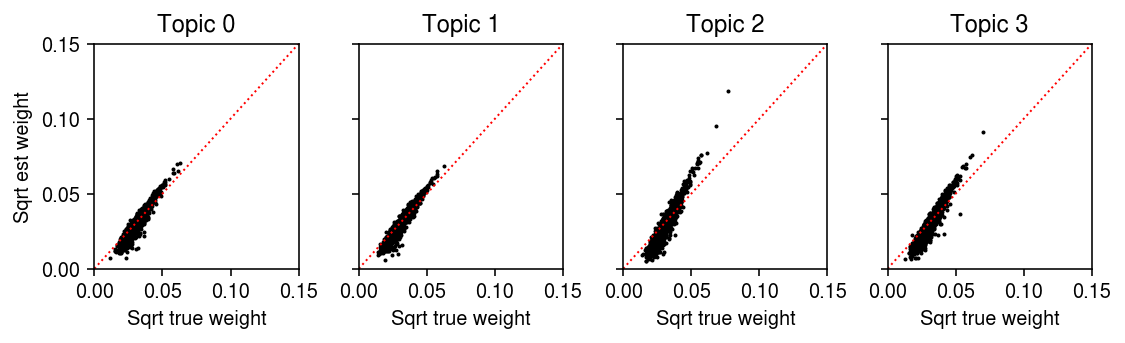 Topic 0
Topic 1
Topic 2
Topic 3
Sqrt est weight
0.15
0.10
0.05
0.00
0.00 0.05 0.10 0.15
0.00 0.05 0.10 0.15
0.00 0.05 0.10 0.15
0.00 0.05 0.10 0.15
Sqrt true weight
Sqrt true weight
Sqrt true weight
Sqrt true weight